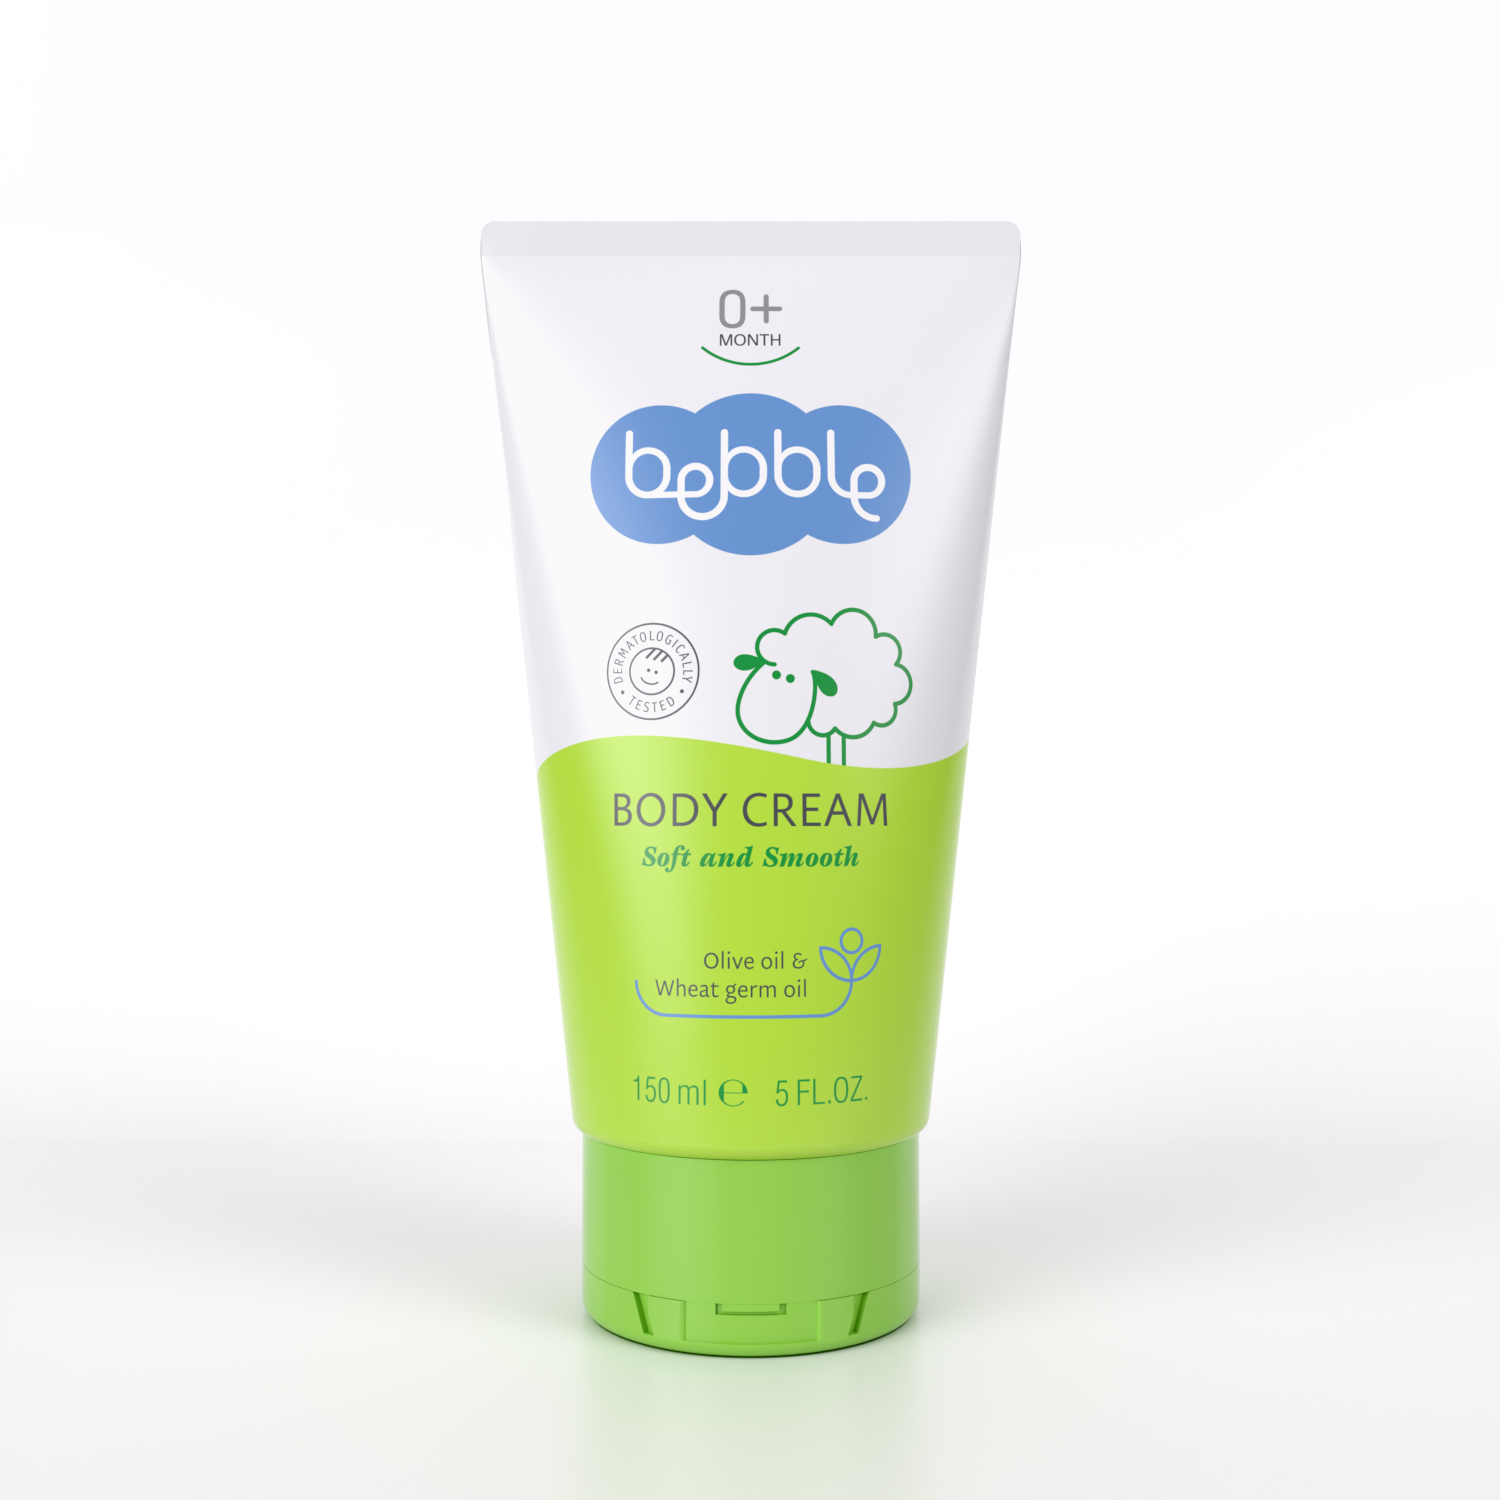 0+
MONTH
bebble
DERMATOLOGICALLY
TESTED
BODY CREAM
Soft and Smooth
Olive oil &
Wheat germ oil
150 ml ℮ 5 FL.OZ.